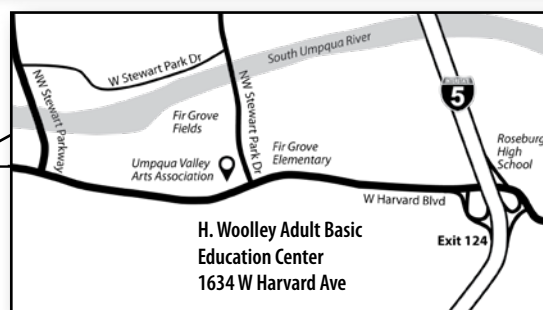 W Stewart Park Dr
South Umpqua River
NW Stewart Parkway
NW Stewart Park Dr
Fir Grove
Fields
Umpqua Valley
Arts Association
Fir Grove
Elementary
5
Roseburg
High
School
W Harvard Blvd
Exit 124
H. Woolley Adult Basic
Education Center
1634 W Harvard Ave